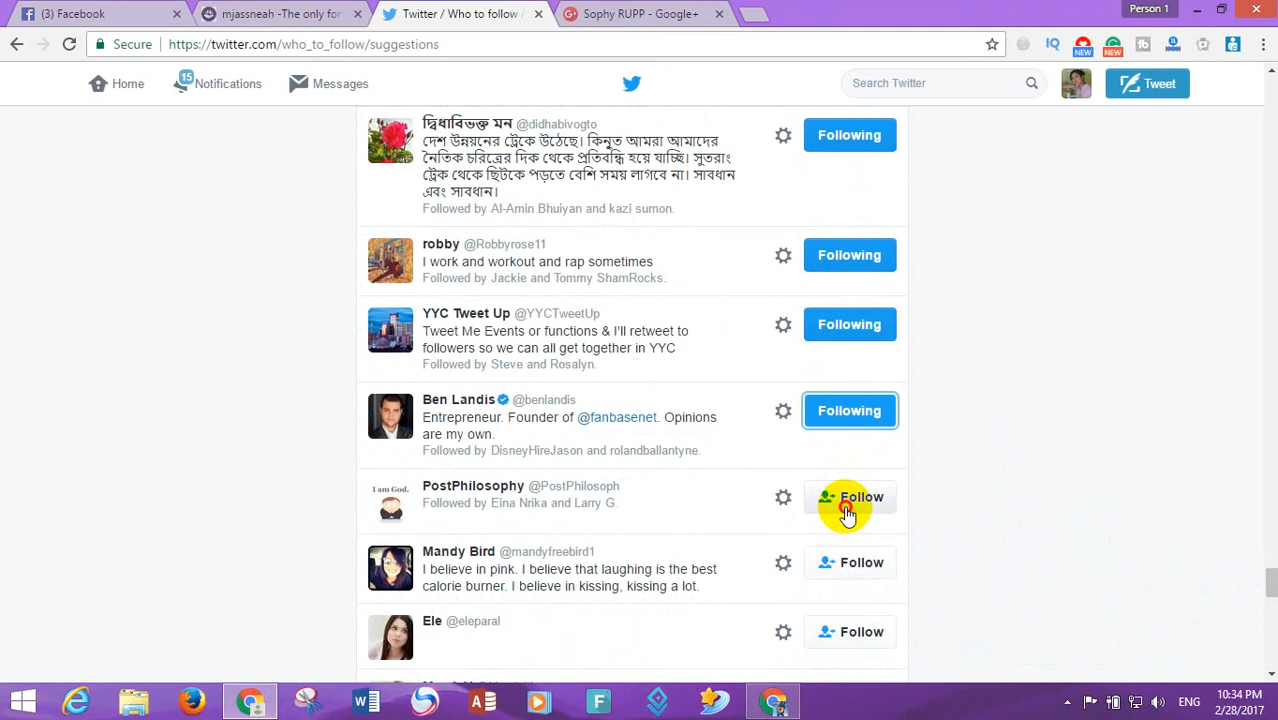 (3) Facebook
mjassneah -The only for
Twitter / Who to follow /
Sophy RUPP - Google+
Person 1
Secure
https://twitter.com/who_to_follow/suggestions
NEW
NEW
Home
15
Notifications
Messages
Search Twitter
Tweet
দ্বিধাবিভক্ত মন @didhabivogto
দেশ উন্নয়নের ট্রেকে উঠেছে। কিন্তু আমরা আমাদের
নৈতিক চরিত্রের দিক থেকে প্রতিবন্ধি হয়ে যাচ্ছি। সুতরাং
ট্রেক থেকে ছিটকে পড়তে বেশি সময় লাগবে না। সাবধান
এবং সাবধান।
Followed by Al-Amin Bhuiyan and kazi sumon.
Following
robby @Robbyrose11
I work and workout and rap sometimes
Followed by Jackie and Tommy ShamRocks.
Following
YYC Tweet Up @YYCTweetUp
Tweet Me Events or functions & I'll retweet to
followers so we can all get together in YYC
Followed by Steve and Rosalyn.
Following
Ben Landis @benlandis
Entrepreneur. Founder of @fanbasenet. Opinions
are my own.
Followed by DisneyHireJason and rolandballantyne.
Following
I am God.
PostPhilosophy @PostPhilosoph
Followed by Eina Nrika and Larry G.
Follow
Mandy Bird @mandyfreebird1
I believe in pink. I believe that laughing is the best
calorie burner. I believe in kissing, kissing a lot.
Follow
Ele @eleparal
Follow
ENG
10:34 PM
2/28/2017